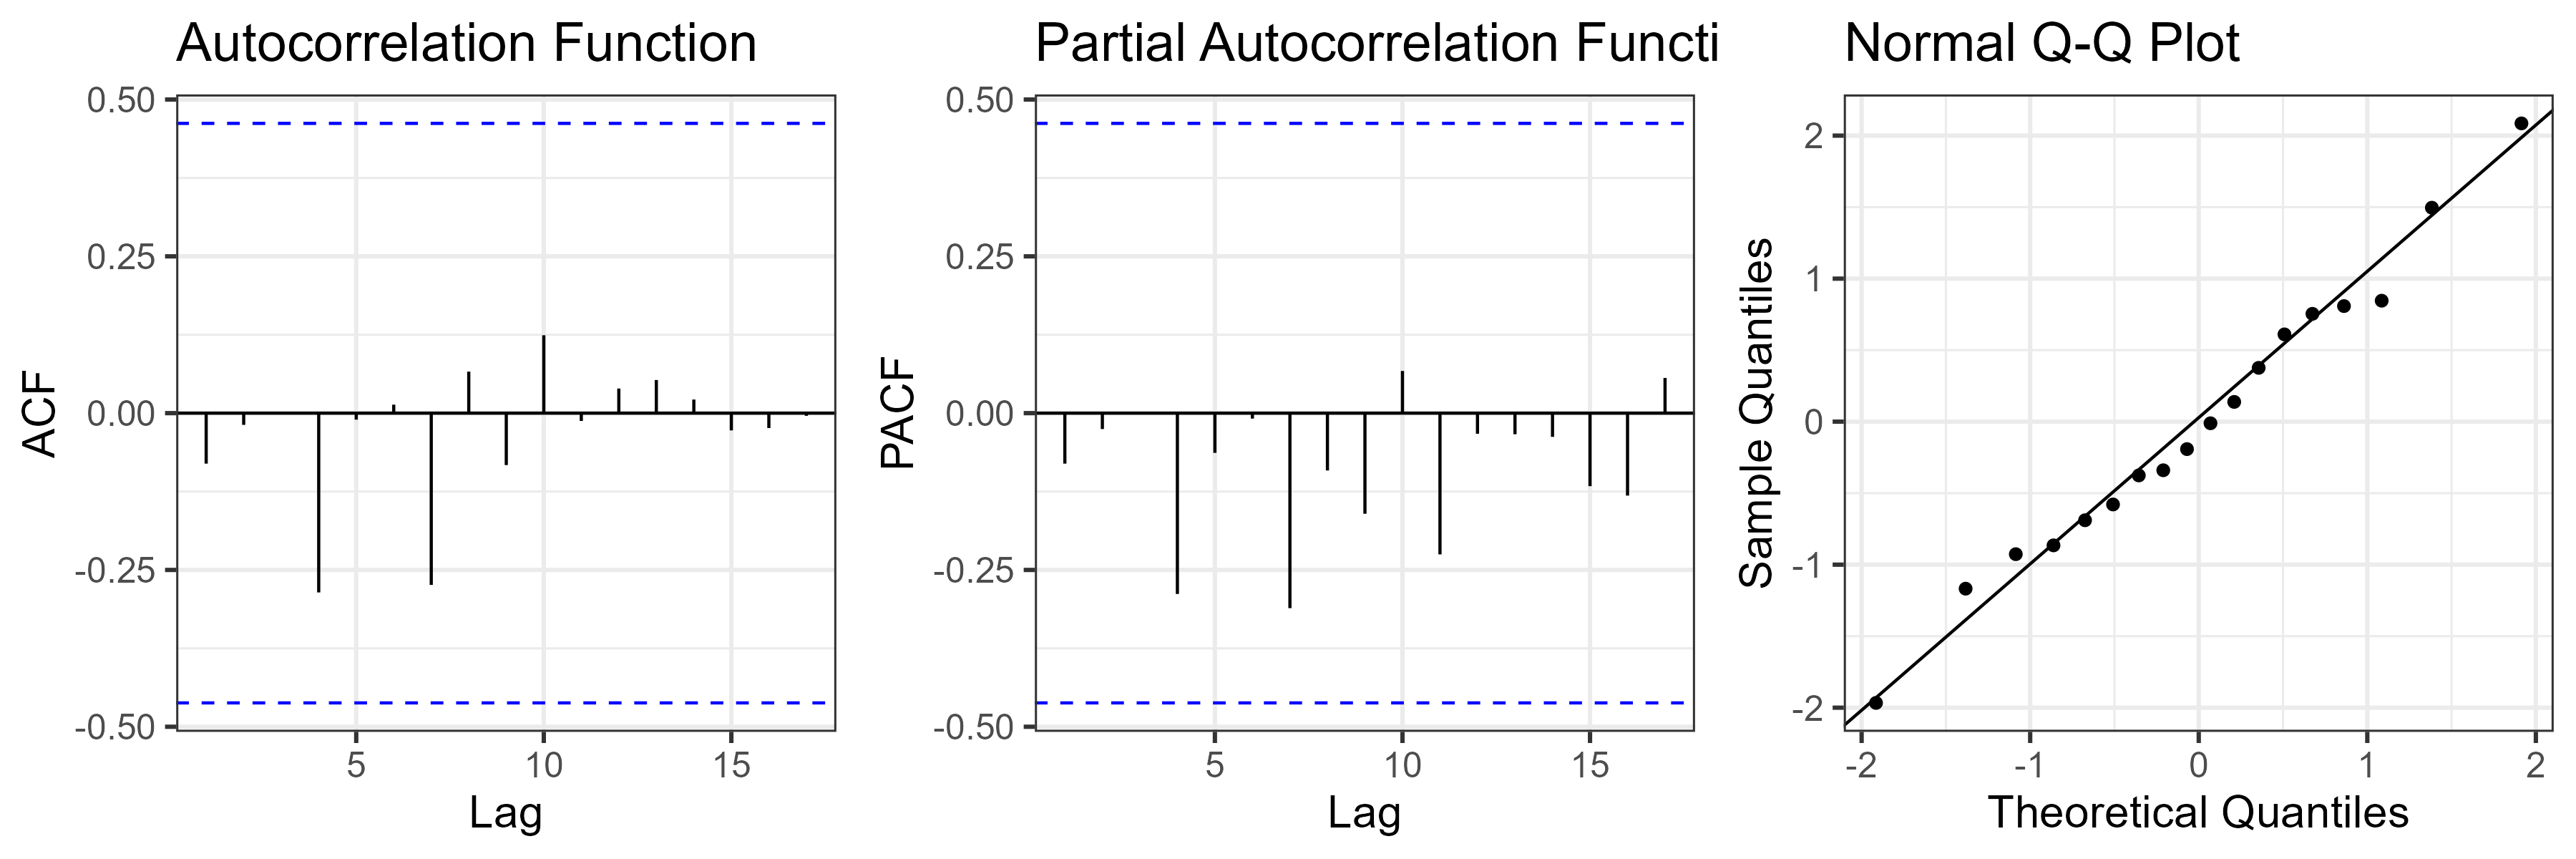 Autocorrelation Function
0.50
0.25
0.00
-0.25
-0.50
ACF
5 10 15
Lag
Partial Autocorrelation Functi
0.50
0.25
0.00
-0.25
-0.50
PACF
5 10 15
Lag
Normal Q-Q Plot
2
1
0
-1
-2
Sample Quantiles
-2 -1 0 1 2
Theoretical Quantiles